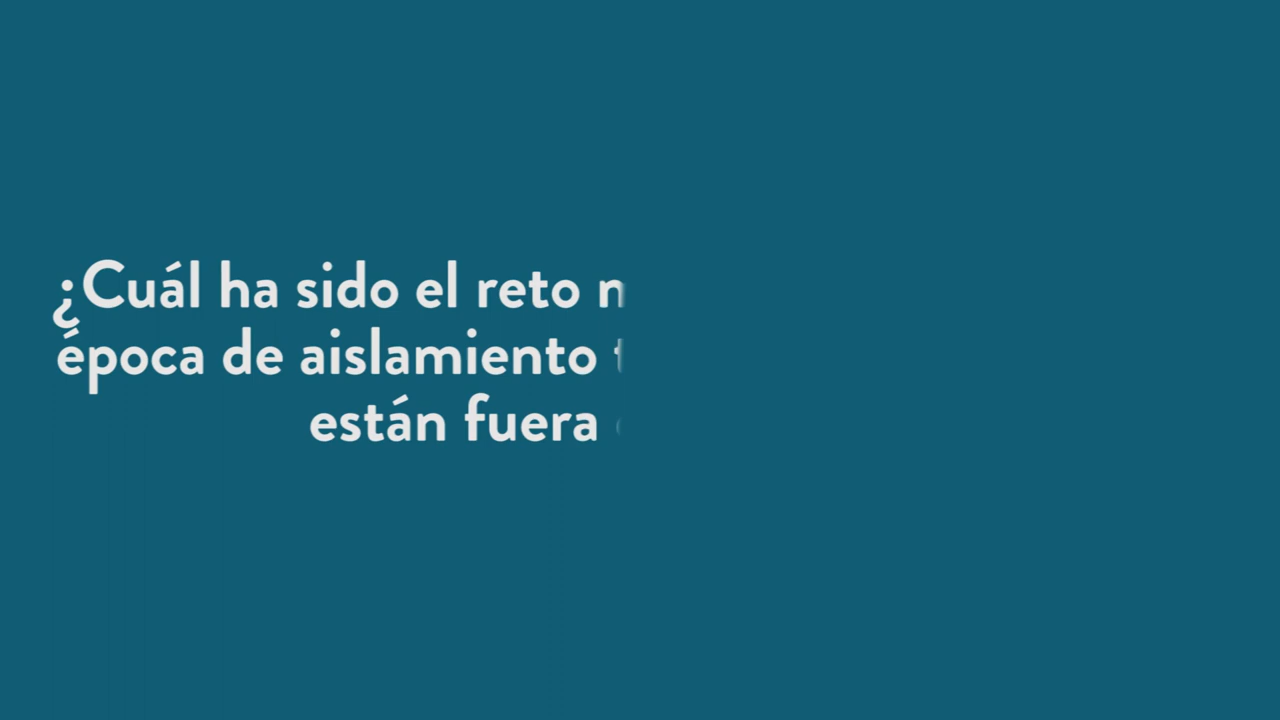 ¿Cuál ha sido el reto
época de aislamiento
están fuera